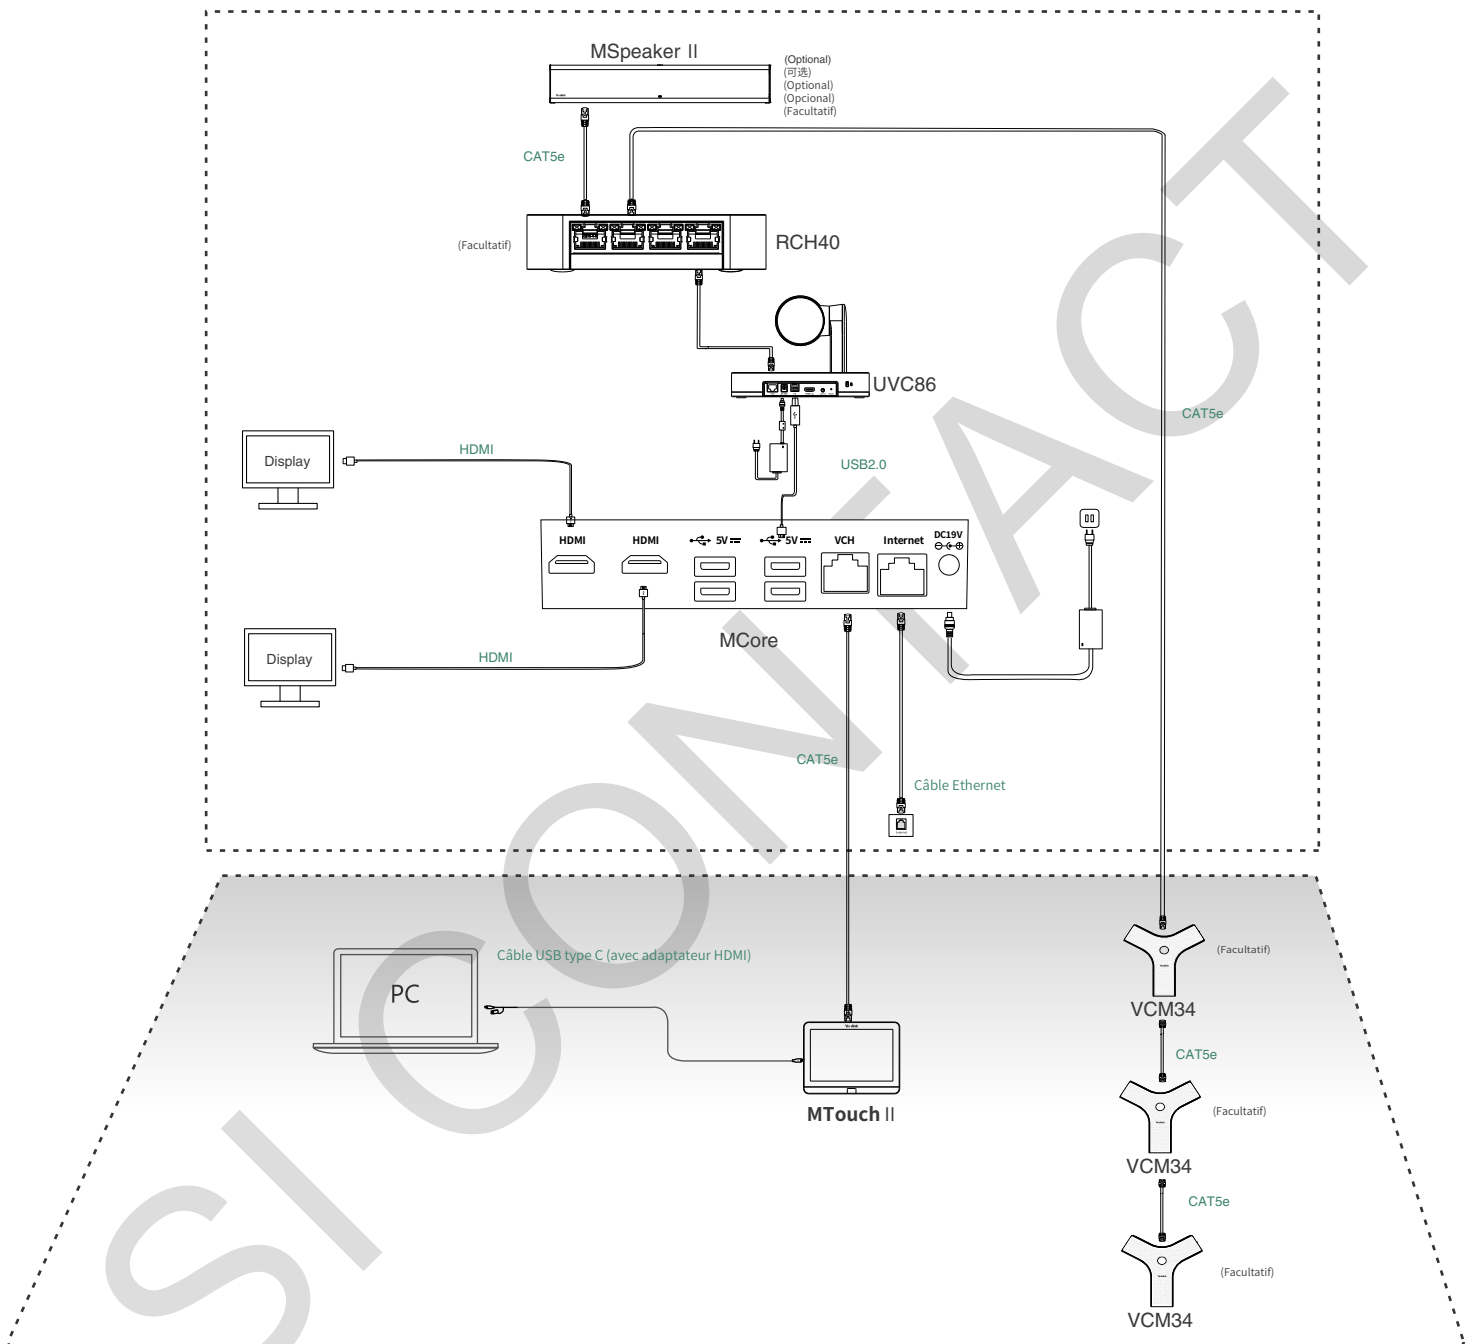 MSpeaker II
(Optional)
(可选)
(Optional)
(Opcional)
(Facultatif)
CAT5e
(Facultatif)
RCH40
UVC86
CAT5e
HDMI
Display
USB2.0
HDMI
HDMI
5V
5V
VCH
Internet
DC19V
MCore
Display
HDMI
CAT5e
Câble Ethernet
Câble USB type C (avec adaptateur HDMI)
PC
(Facultatif)
VCM34
CAT5e
Yealink
MTouch II
(Facultatif)
VCM34
CAT5e
(Facultatif)
VCM34
SI CONTACT